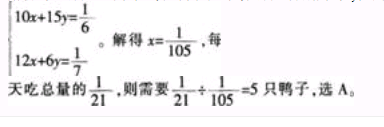 10x+15y=1/6
12x+6y=1/7 。解得 x=1/105 ,每
天吃总量的 1/21 ,则需要 1/21 ÷ 1/105 =5 只鸭子,选 A。